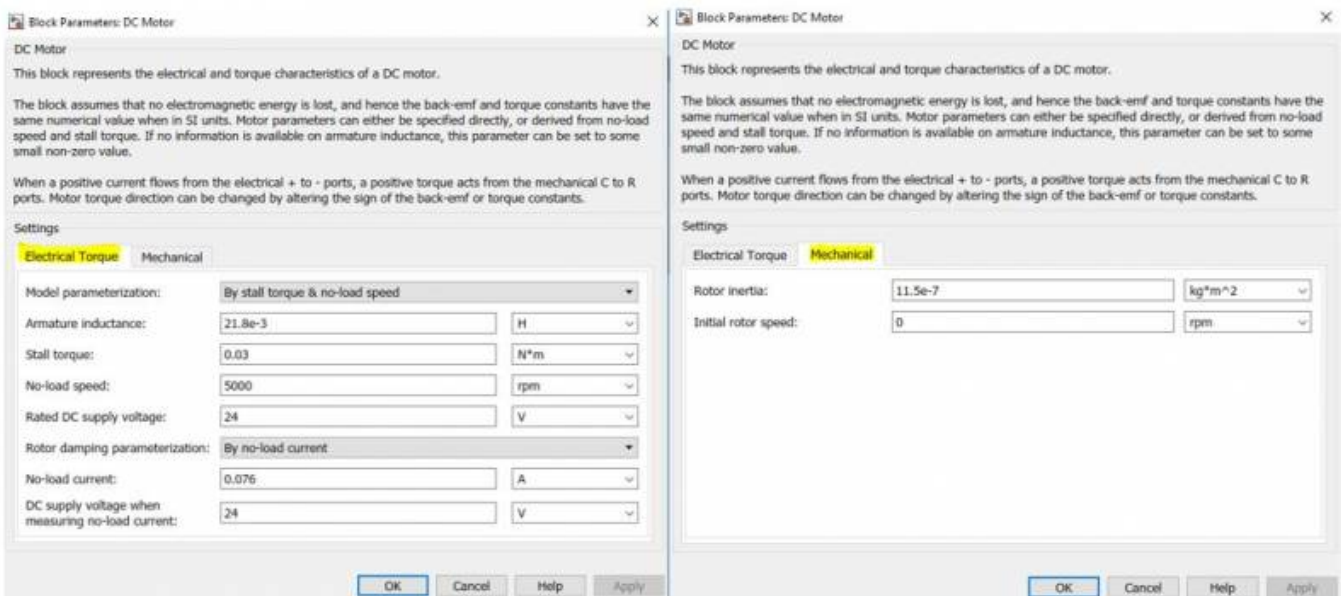 Block Parameters: DC Motor
DC Motor
This block represents the electrical and torque characteristics of a DC motor.
The block assumes that no electromagnetic energy is lost, and hence the back-emf and torque constants have the
same numerical value when in SI units. Motor parameters can either be specified directly, or derived from no-load
speed and stall torque. If no information is available on armature inductance, this parameter can be set to some
small non-zero value.
When a positive current flows from the electrical + to - ports, a positive torque acts from the mechanical C to R
ports. Motor torque direction can be changed by altering the sign of the back-emf or torque constants.
Settings
Electrical Torque Mechanical
Model parameterization: By stall torque & no-load speed
Armature inductance: 21.8e-3 H
Stall torque: 0.03 N*m
No-load speed: 5000 rpm
Rated DC supply voltage: 24 V
Rotor damping parameterization: By no-load current
No-load current: 0.076 A
DC supply voltage when
measuring no-load current: 24 V
OK Cancel Help Apply
Block Parameters: DC Motor
DC Motor
This block represents the electrical and torque characteristics of a DC motor.
The block assumes that no electromagnetic energy is lost, and hence the back-emf and torque constants have the
same numerical value when in SI units. Motor parameters can either be specified directly, or derived from no-load
speed and stall torque. If no information is available on armature inductance, this parameter can be set to some
small non-zero value.
When a positive current flows from the electrical + to - ports, a positive torque acts from the mechanical C to R
ports. Motor torque direction can be changed by altering the sign of the back-emf or torque constants.
Settings
Electrical Torque Mechanical
Rotor inertia: 11.5e-7 kg*m^2
Initial rotor speed: 0 rpm
OK Cancel Help Apply